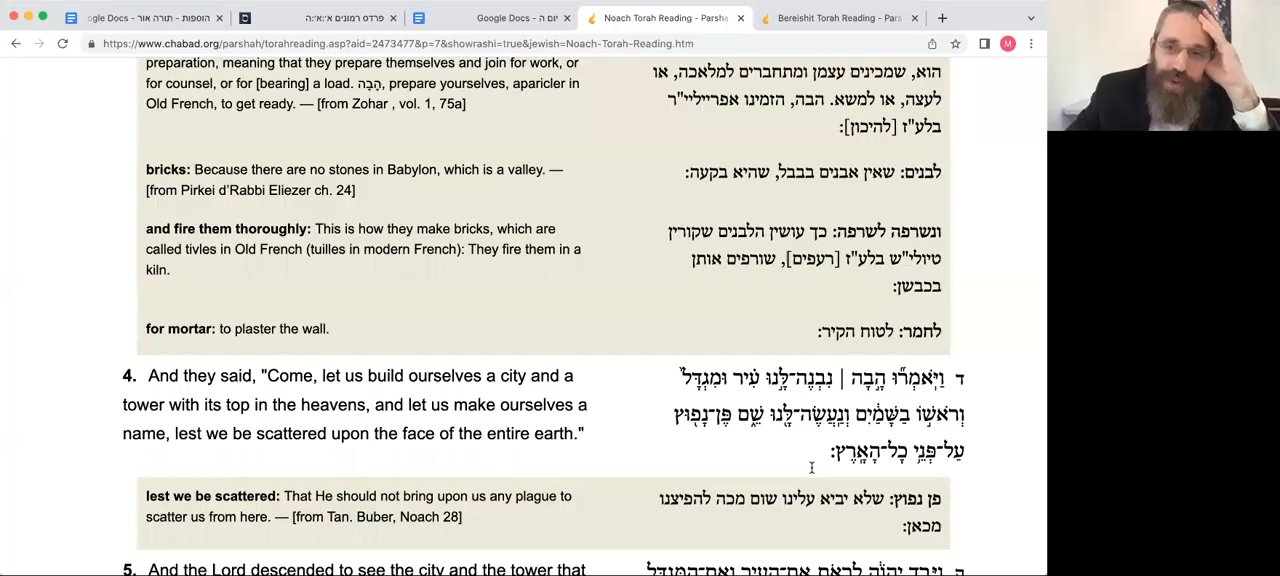 gle Docs - הוספות - תורה אור
פרדס רמונים א׳:א׳:ה
Google Docs - יום ה
Noach Torah Reading - Parsha
Bereishit Torah Reading - Pars
https://www.chabad.org/parshah/torahreading.asp?aid=2473477&p=7&showrashi=true&jewish=Noach-Torah-Reading.htm
M
preparation, meaning that they prepare themselves and join for work, or
for counsel, or for [bearing] a load. הָבָה, prepare yourselves, aparicler in
Old French, to get ready. — [from Zohar , vol. 1, 75a]
הוא, שמכינים עצמן ומתחברים למלאכה, או
לעצה, או למשא. הבה, הזמינו אפריילייי"ר
בלע"ז [להיכון]:
bricks: Because there are no stones in Babylon, which is a valley. —
[from Pirkei d’Rabbi Eliezer ch. 24]
לבנים: שאין אבנים בבבל, שהיא בקעה:
and fire them thoroughly: This is how they make bricks, which are
called tivles in Old French (tuilles in modern French): They fire them in a
kiln.
ונשרפה לשרפה: כך עושין הלבנים שקורין
טיולי"ש בלע"ז [רעפים], שורפים אותן
בכבשן:
for mortar: to plaster the wall.
לחמר: לטוח הקיר:
4. And they said, "Come, let us build ourselves a city and a
tower with its top in the heavens, and let us make ourselves a
name, lest we be scattered upon the face of the entire earth."
ד וַיֹּֽאמְר֞וּ הָ֣בָה | נִבְנֶה־לָּ֣נוּ עִ֗יר וּמִגְדָּל֙
וְרֹאשׁ֣וֹ בַשָּׁמַ֔יִם וְנַֽעֲשֶׂה־לָּ֖נוּ שֵׁ֑ם פֶּן־נָפ֖וּץ
עַל־פְּנֵ֥י כָל־הָאָֽרֶץ:
lest we be scattered: That He should not bring upon us any plague to
scatter us from here. — [from Tan. Buber, Noach 28]
פן נפוץ: שלא יביא עלינו שום מכה להפיצנו
מכאן:
5. And the Lord descended to see the city and the tower that
ה וַיֵּ֣רֶד יְהֹוָ֔ה לִרְאֹ֥ת אֶת־הָעִ֖יר וְאֶת־הַמִּגְדָּ֑ל